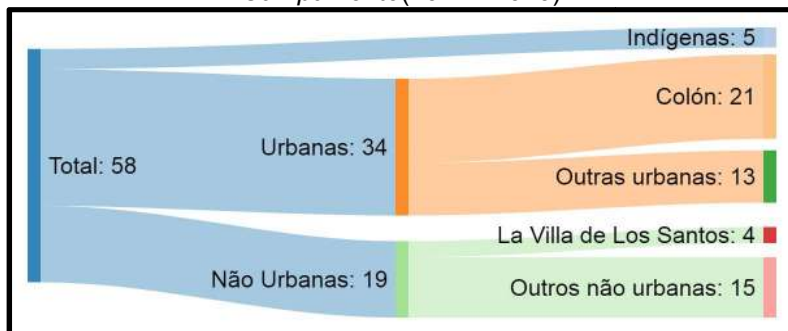 Indígenas: 5
Colón: 21
Urbanas: 34
Total: 58
Outras urbanas: 13
La Villa de Los Santos: 4
Não Urbanas: 19
Outros não urbanas: 15